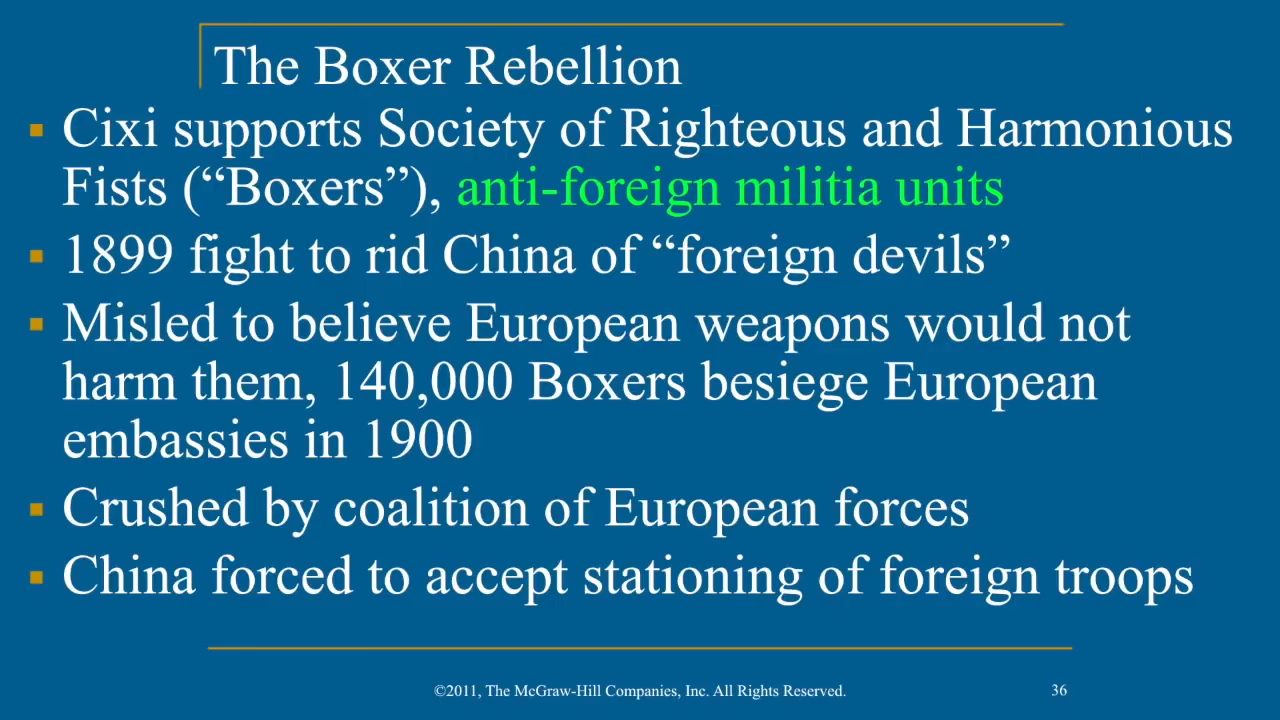 The Boxer Rebellion
▪ Cixi supports Society of Righteous and Harmonious
Fists (“Boxers”), anti-foreign militia units
▪ 1899 fight to rid China of “foreign devils”
▪ Misled to believe European weapons would not
harm them, 140,000 Boxers besiege European
embassies in 1900
▪ Crushed by coalition of European forces
▪ China forced to accept stationing of foreign troops
©2011, The McGraw-Hill Companies, Inc. All Rights Reserved.
36